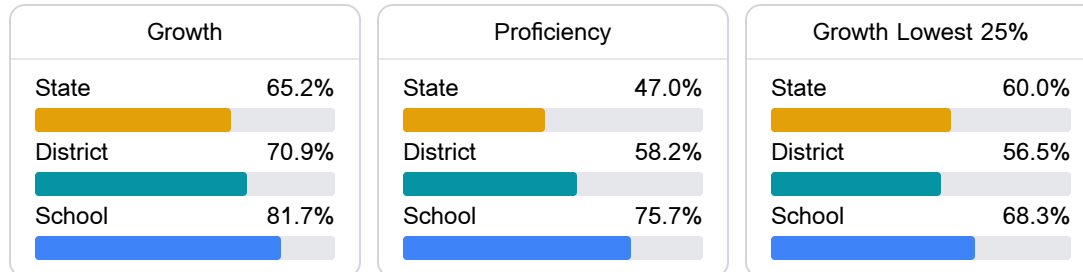 Growth
State 65.2%
District 70.9%
School 81.7%
Proficiency
State 47.0%
District 58.2%
School 75.7%
Growth Lowest 25%
State 60.0%
District 56.5%
School 68.3%